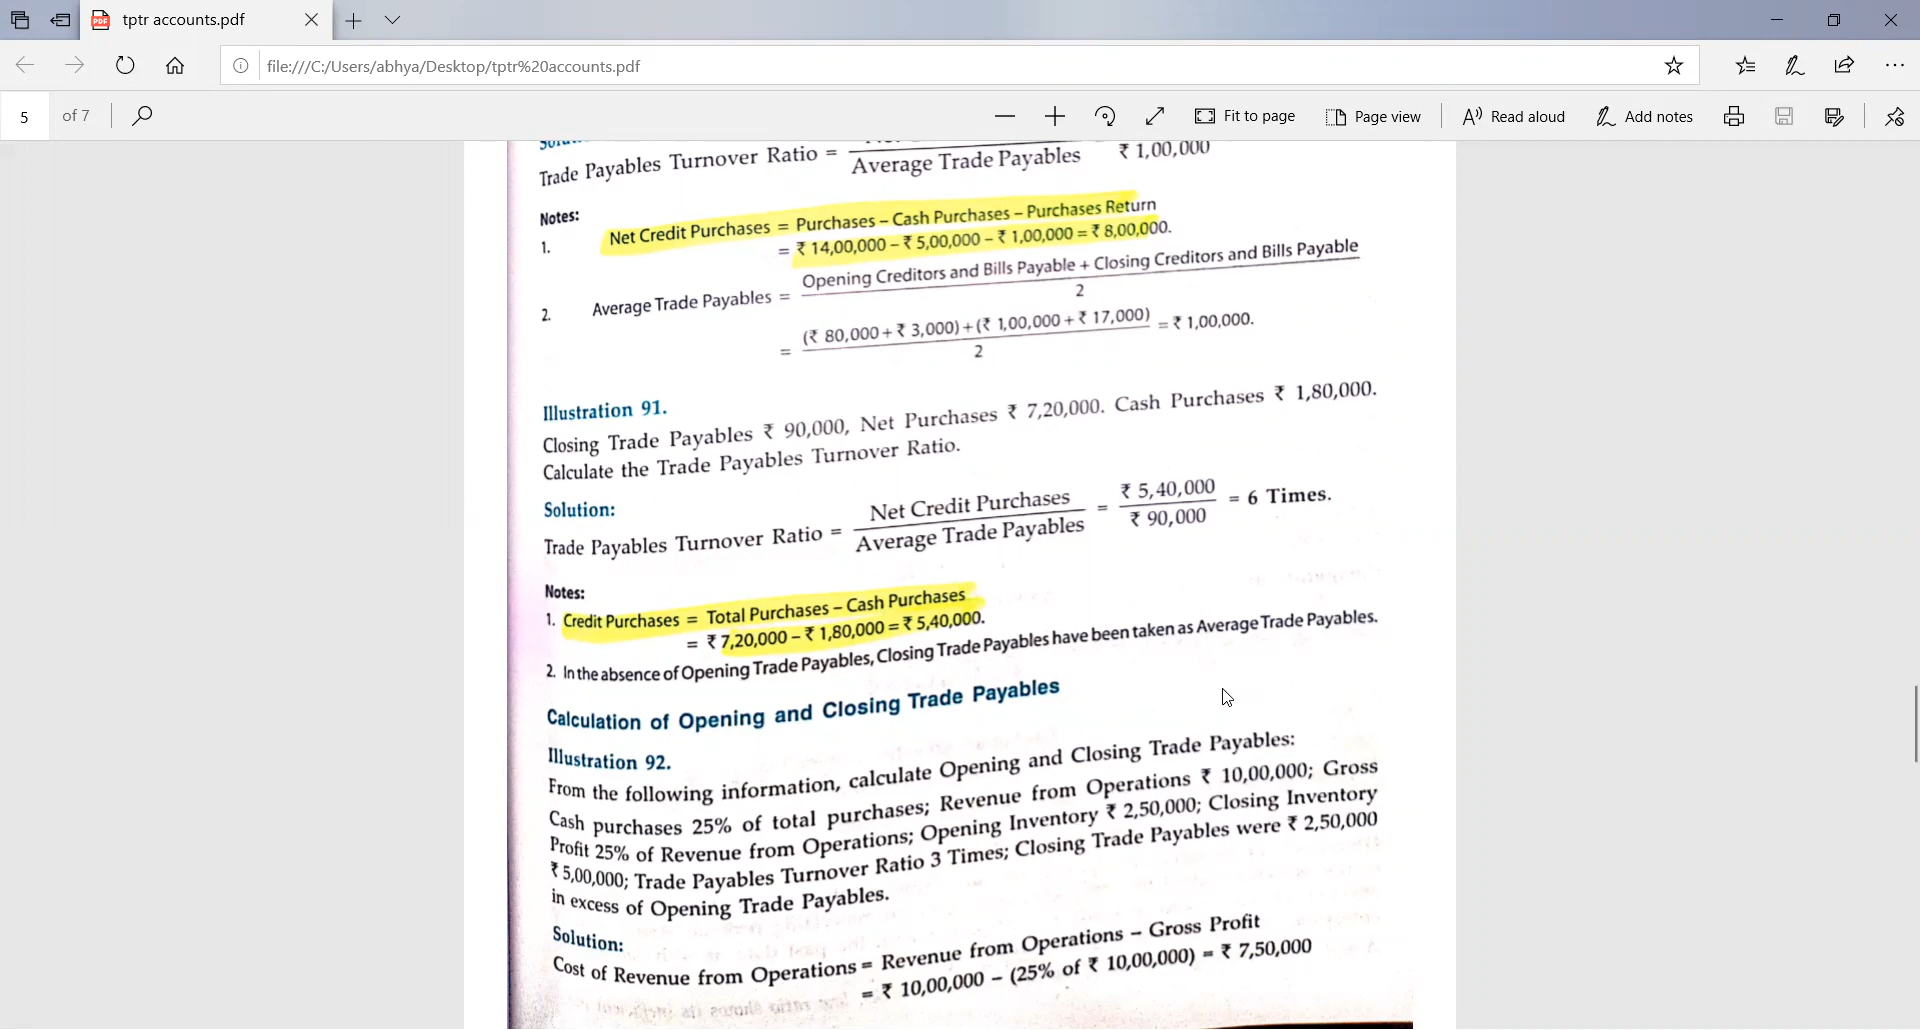 tptr accounts.pdf
file:///C:/Users/abhya/Desktop/tptr%20accounts.pdf
5 of 7 Fit to page Page view Read aloud Add notes
Trade Payables Turnover Ratio = Average Trade Payables ₹ 1,00,000
Notes:
1. Net Credit Purchases = Purchases – Cash Purchases – Purchases Return
= ₹ 14,00,000 – ₹ 5,00,000 – ₹ 1,00,000 = ₹ 8,00,000.
2. Average Trade Payables = Opening Creditors and Bills Payable + Closing Creditors and Bills Payable
2
= (₹ 80,000 + ₹ 3,000) + (₹ 1,00,000 + ₹ 17,000) = ₹ 1,00,000.
2
Illustration 91.
Closing Trade Payables ₹ 90,000, Net Purchases ₹ 7,20,000. Cash Purchases ₹ 1,80,000.
Calculate the Trade Payables Turnover Ratio.
Solution:
Trade Payables Turnover Ratio = Net Credit Purchases = ₹ 5,40,000 = 6 Times.
Average Trade Payables ₹ 90,000
Notes:
1. Credit Purchases = Total Purchases – Cash Purchases
= ₹ 7,20,000 – ₹ 1,80,000 = ₹ 5,40,000.
2. In the absence of Opening Trade Payables, Closing Trade Payables have been taken as Average Trade Payables.
Calculation of Opening and Closing Trade Payables
Illustration 92.
From the following information, calculate Opening and Closing Trade Payables:
Cash purchases 25% of total purchases; Revenue from Operations ₹ 10,00,000; Gross
Profit 25% of Revenue from Operations; Opening Inventory ₹ 2,50,000; Closing Inventory
₹ 5,00,000; Trade Payables Turnover Ratio 3 Times; Closing Trade Payables were ₹ 2,50,000
in excess of Opening Trade Payables.
Solution:
Cost of Revenue from Operations = Revenue from Operations – Gross Profit
= ₹ 10,00,000 – (25% of ₹ 10,00,000) = ₹ 7,50,000